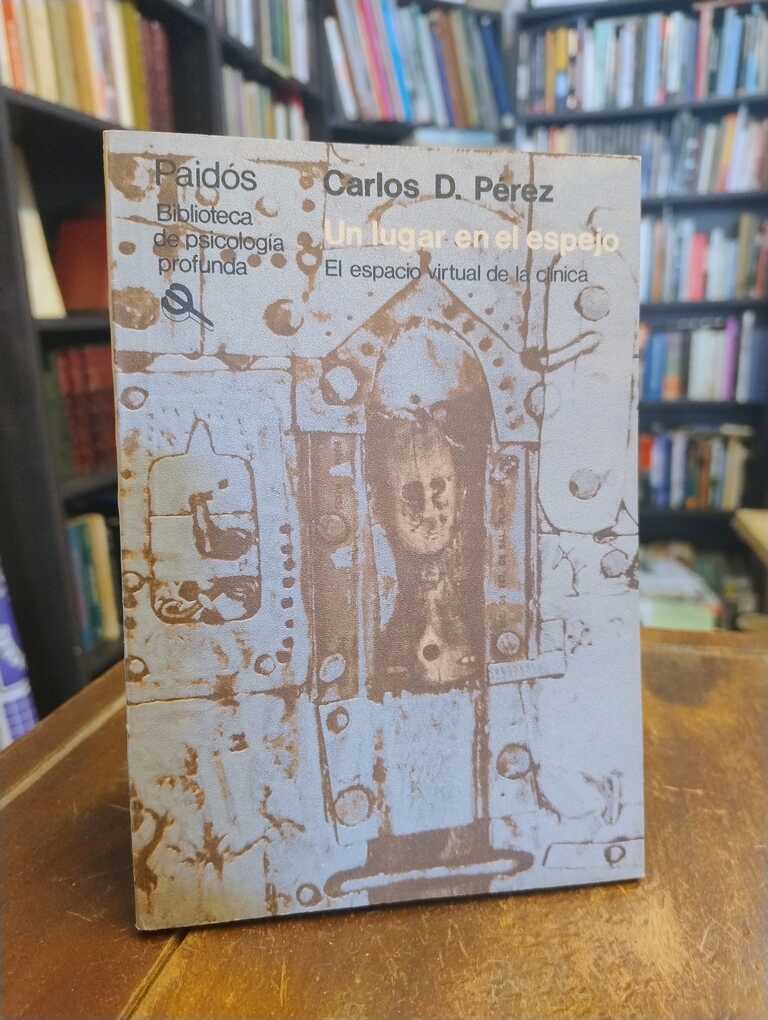 Paidós
Biblioteca
de psicología
profunda
Carlos D. Pérez
Un lugar en el espejo
El espacio virtual de la clínica